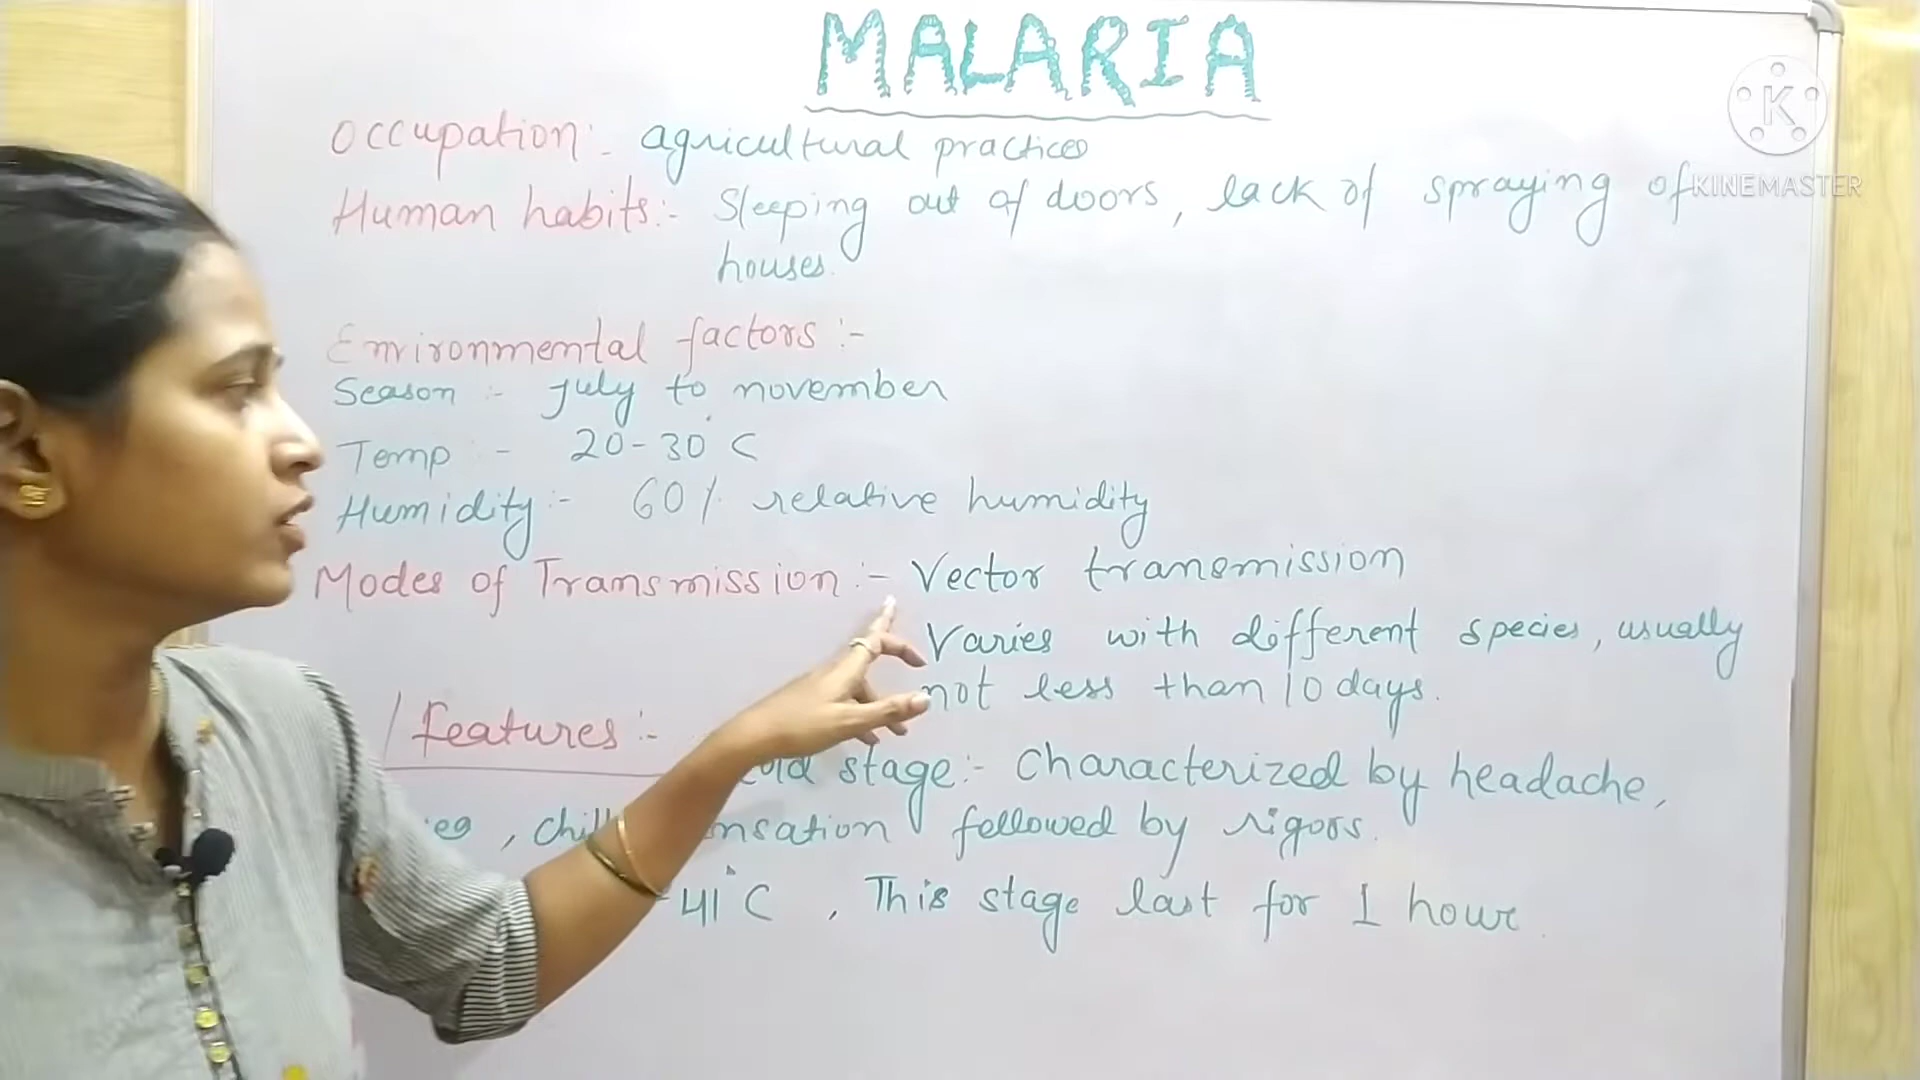 MALARIA
Occupation:- agricultural practices
Human habits:- Sleeping out of doors, lack of spraying of
houses.
Environmental factors:-
Season:- July to november
Temp:- 20-30°C
Humidity:- 60% relative humidity
Modes of Transmission:- Vector transmission
Varies with different species, usually
not less than 10 days.
Features:-
stage:- Characterized by headache,
, fellowed by rigors.
41°C, This stage last for 1 hour.
K
KINEMASTER